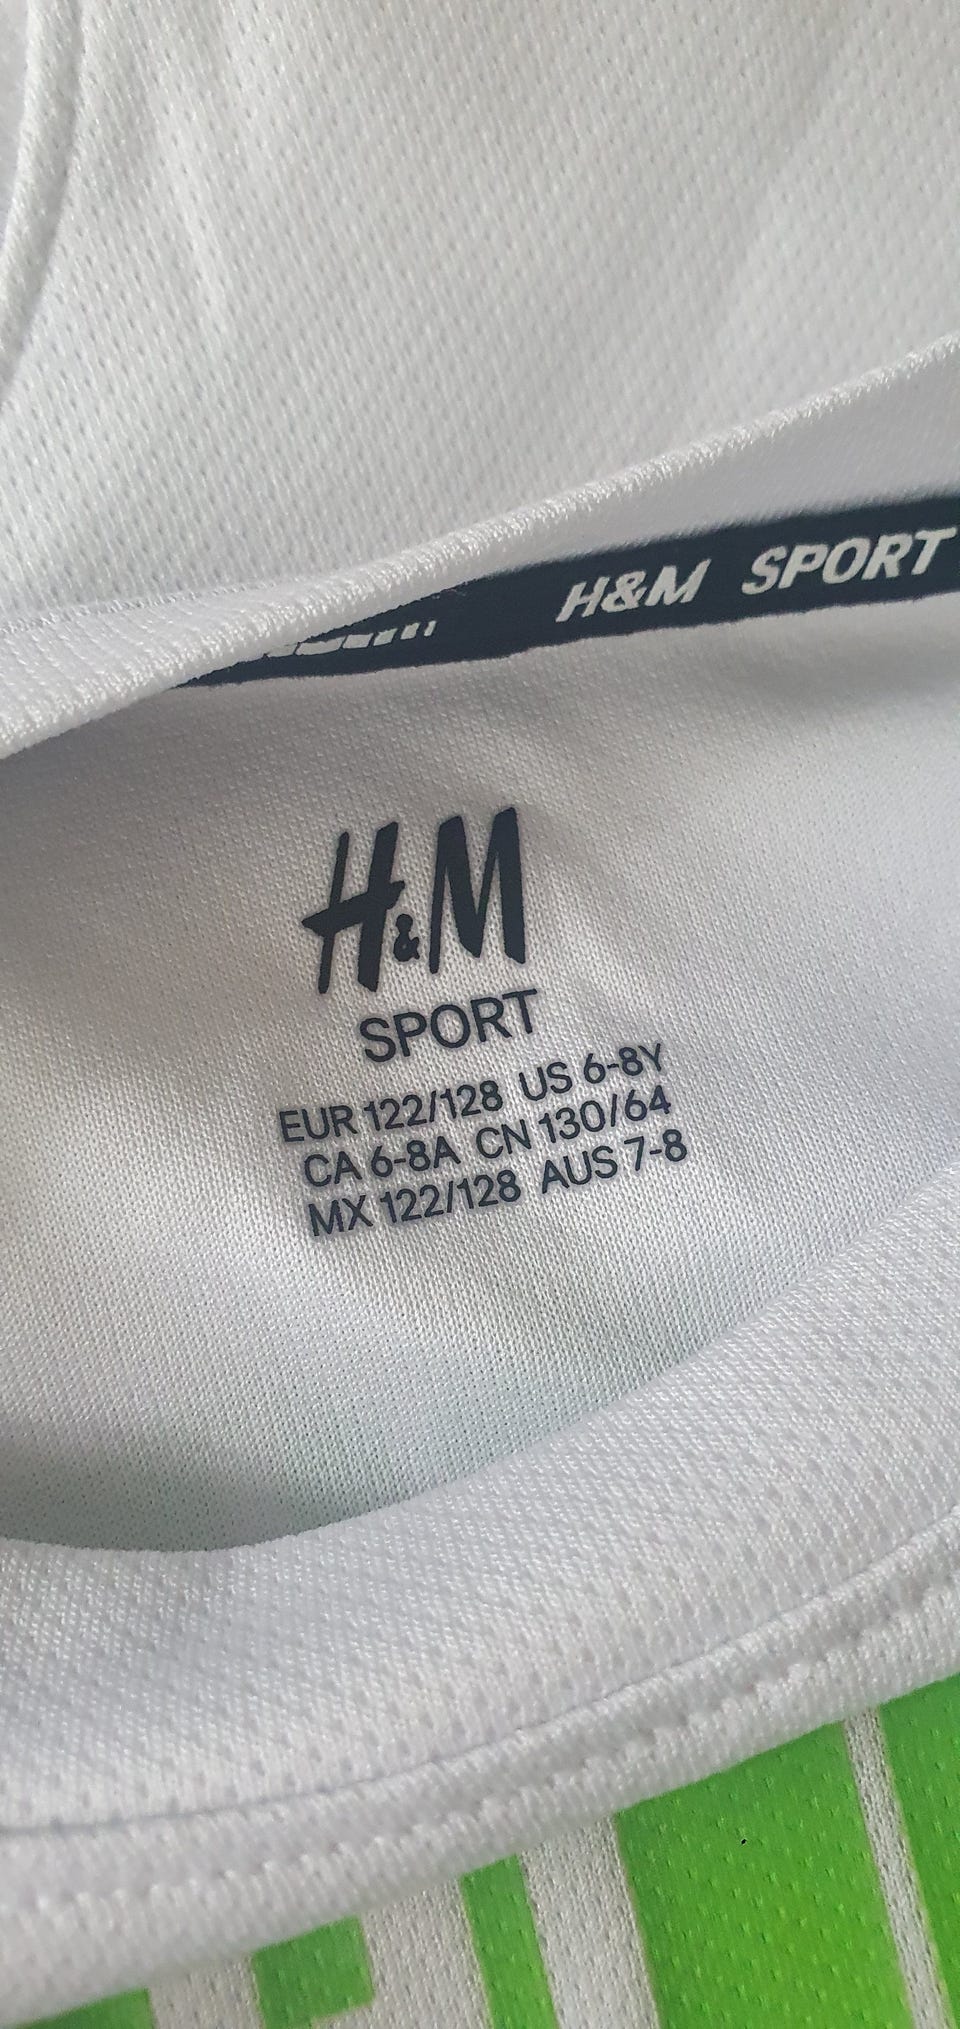 H&M SPORT
H&M
SPORT
EUR 122/128 US 6-8Y
CA 6-8A CN 130/64
MX 122/128 AUS 7-8